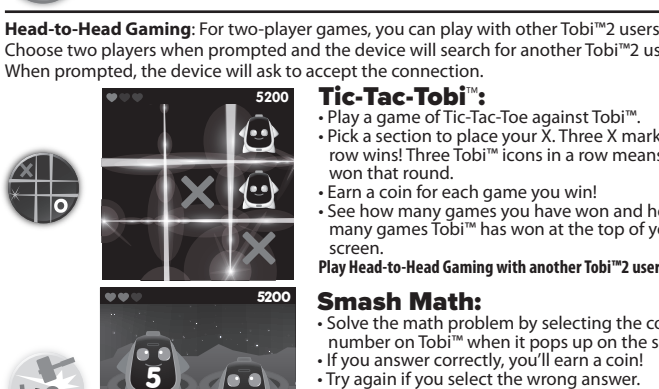 Head-to-Head Gaming: For two-player games, you can play with other Tobi™2 users
Choose two players when prompted and the device will search for another Tobi™2
When prompted, the device will ask to accept the connection.
5200
Tic-Tac-Tobi™:
• Play a game of Tic-Tac-Toe against Tobi™.
• Pick a section to place your X. Three X
row wins! Three Tobi™ icons in a row means
won that round.
• Earn a coin for each game you win!
• See how many games you have won and
many games Tobi™ has won at the top of
screen.
Play Head-to-Head Gaming with another Tobi™2
5200
5
Smash Math:
• Solve the math problem by selecting the
number on Tobi™ when it pops up on the
• If you answer correctly, you'll earn a coin!
• Try again if you select the wrong answer.